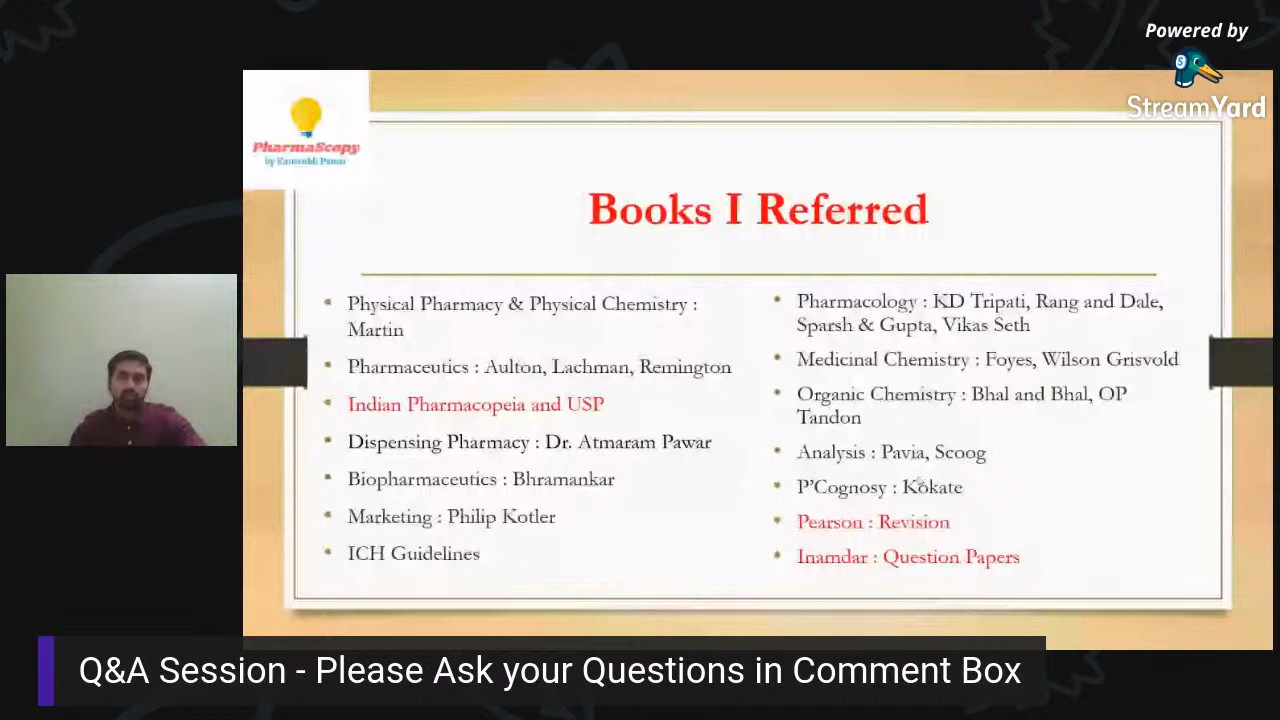 Powered by
StreamYard
PharmaScopy
Books I Referred
Physical Pharmacy & Physical Chemistry :
Martin
Pharmaceutics : Aulton, Lachman, Remington
Indian Pharmacopeia and USP
Dispensing Pharmacy : Dr. Atmaram Pawar
Biopharmaceutics : Bhramankar
Marketing : Philip Kotler
ICH Guidelines
Pharmacology : KD Tripati, Rang and Dale,
Sparsh & Gupta, Vikas Seth
Medicinal Chemistry : Foyes, Wilson Grisvold
Organic Chemistry : Bhal and Bhal, OP
Tandon
Analysis : Pavia, Scoog
P'Cognosy : Kokate
Pearson : Revision
Inamdar : Question Papers
Q&A Session - Please Ask your Questions in Comment Box